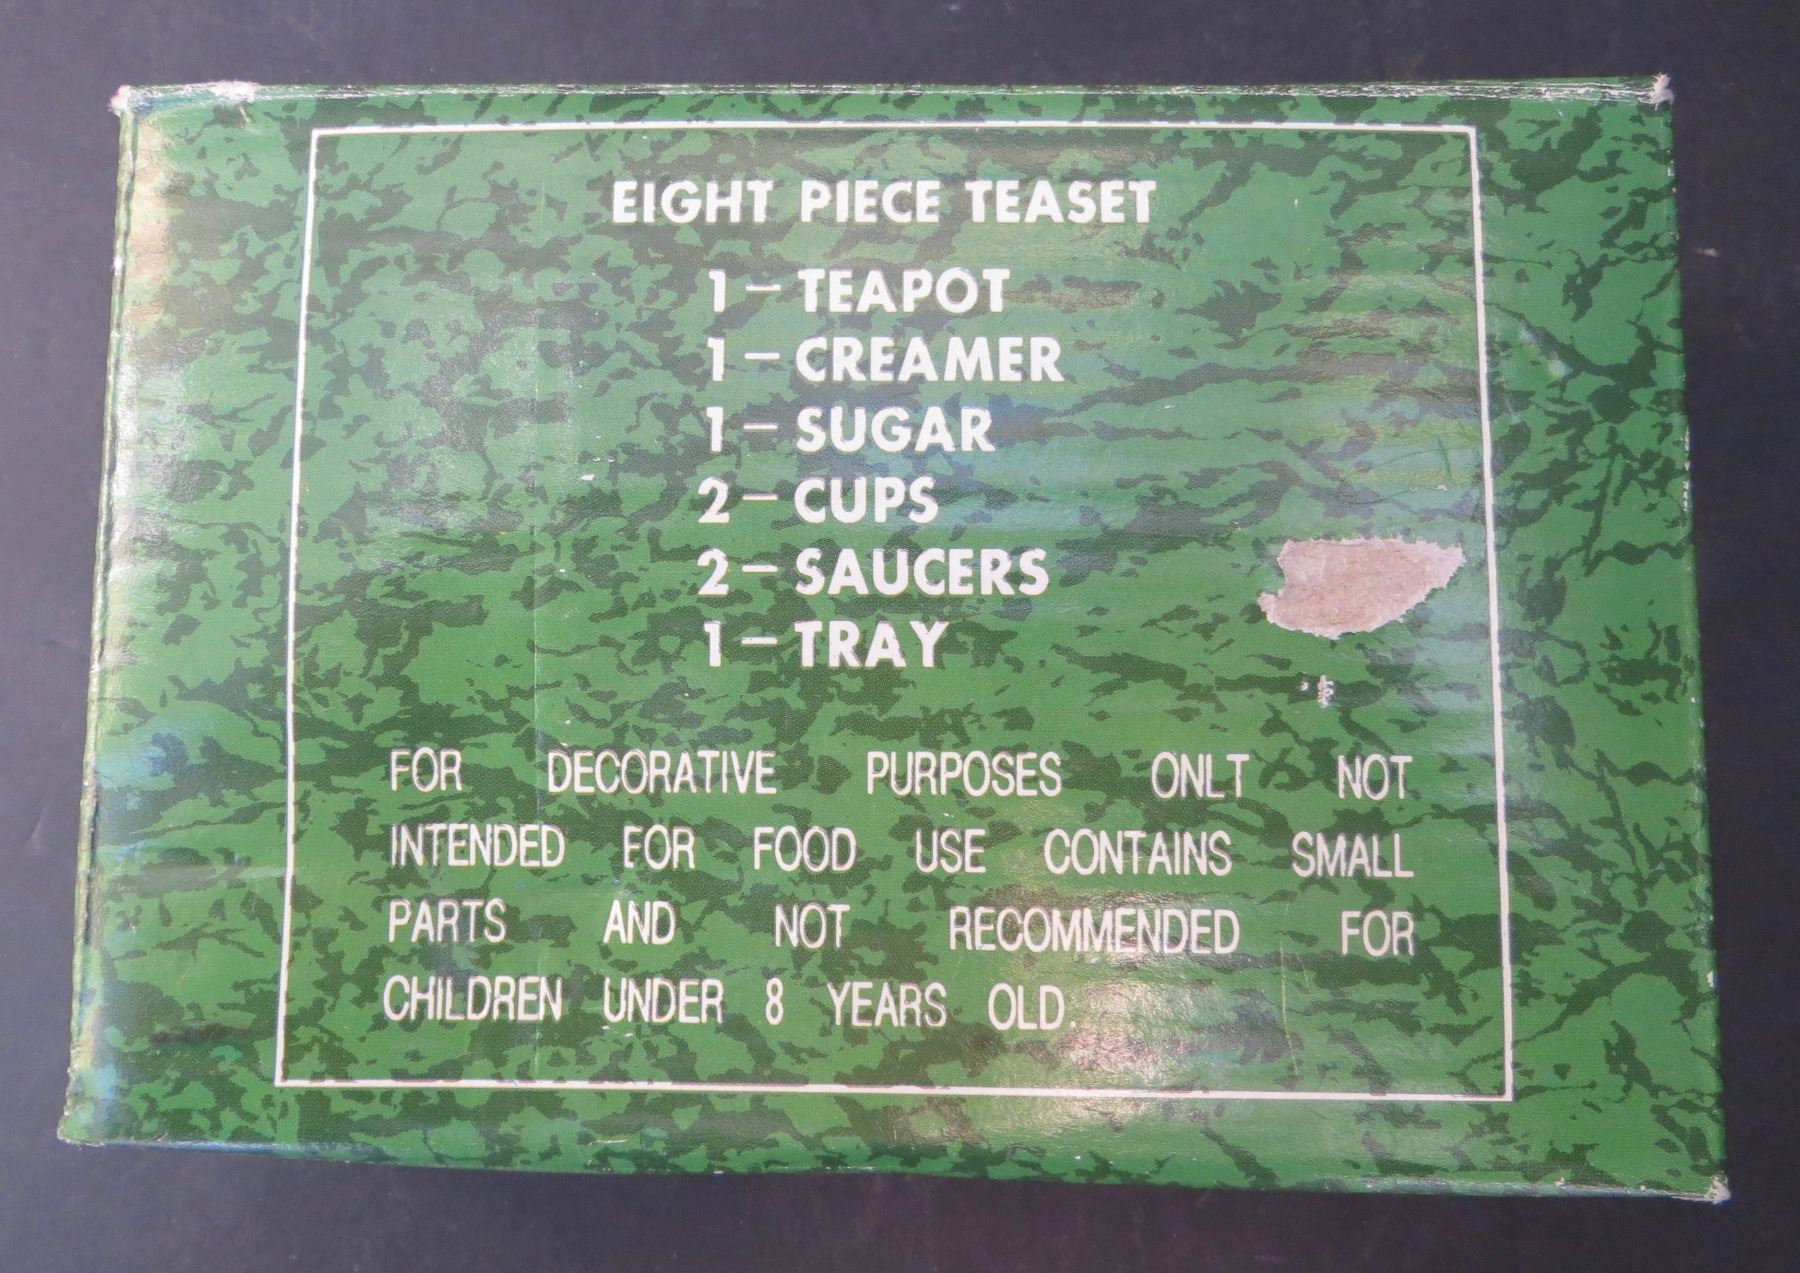 EIGHT PIECE TEASET
1 – TEAPOT
1 – CREAMER
1 – SUGAR
2 – CUPS
2 – SAUCERS
1 – TRAY
FOR DECORATIVE PURPOSES ONLT NOT
INTENDED FOR FOOD USE CONTAINS SMALL
PARTS AND NOT RECOMMENDED FOR
CHILDREN UNDER 8 YEARS OLD.